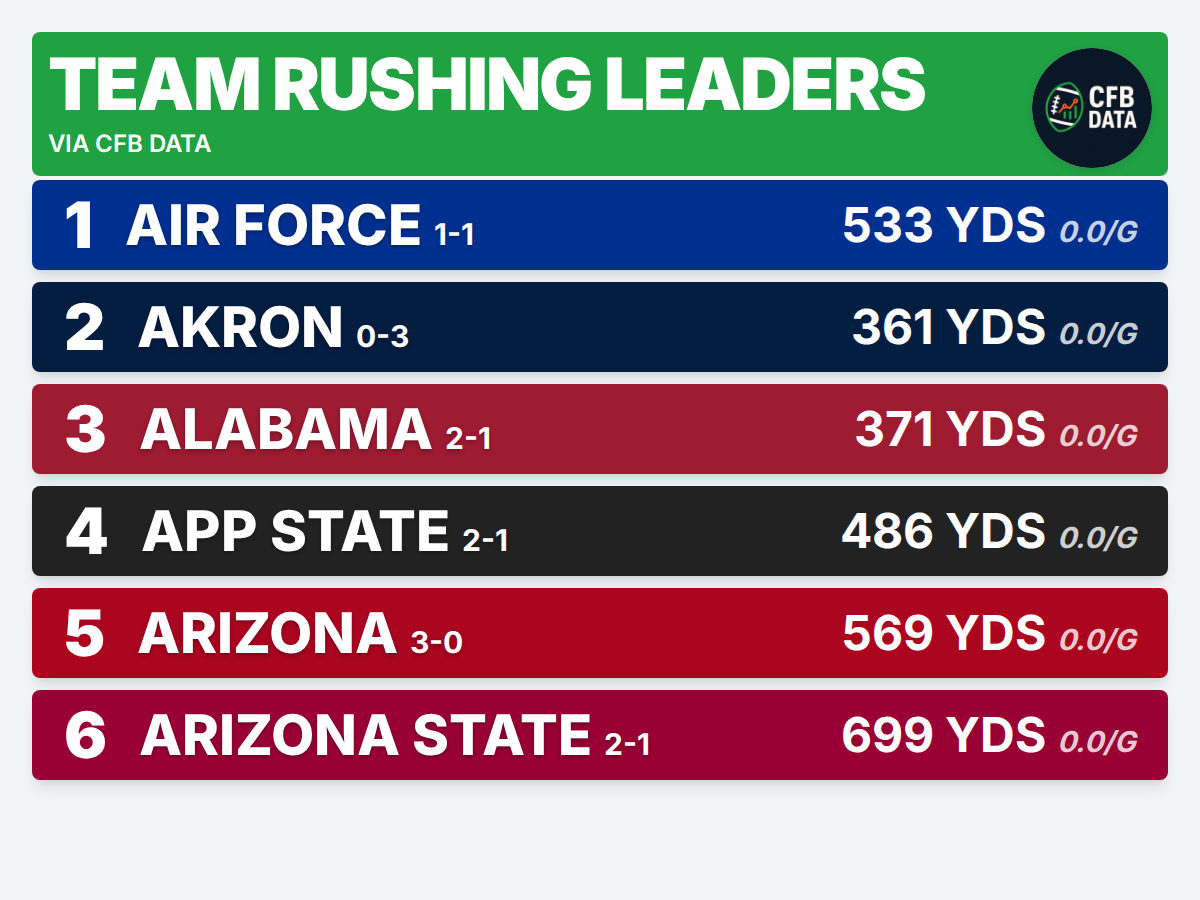 TEAM RUSHING LEADERS
VIA CFB DATA
CFB
DATA
1 AIR FORCE 1-1 533 YDS 0.0/G
2 AKRON 0-3 361 YDS 0.0/G
3 ALABAMA 2-1 371 YDS 0.0/G
4 APP STATE 2-1 486 YDS 0.0/G
5 ARIZONA 3-0 569 YDS 0.0/G
6 ARIZONA STATE 2-1 699 YDS 0.0/G